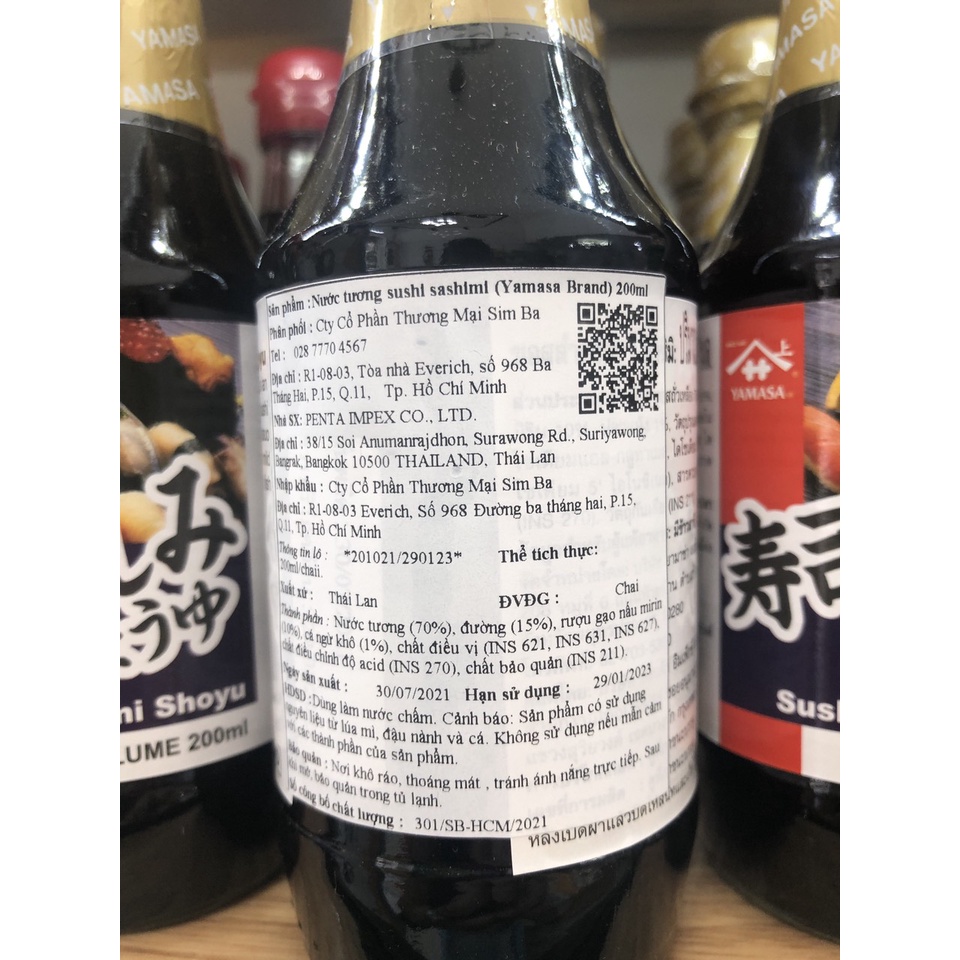 YAMASA
YAMASA
YAMASA
Sản phẩm : Nước tương sushi sashimi (Yamasa Brand) 200ml
Phân phối : Cty Cổ Phần Thương Mại Sim Ba
Tel : 028 7770 4567
Địa chỉ : R1-08-03, Tòa nhà Everich, số 968 Ba
Tháng Hai, P.15, Q.11, Tp. Hồ Chí Minh
Nhà SX: PENTA IMPEX CO., LTD.
Địa chỉ : 38/15 Soi Anumanrajdhon, Surawong Rd., Suriyawong,
Bangrak, Bangkok 10500 THAILAND, Thái Lan
Nhập khẩu : Cty Cổ Phần Thương Mại Sim Ba
Địa chỉ : R1-08-03 Everich, Số 968 Đường ba tháng hai, P.15,
Q.11, Tp. Hồ Chí Minh
Thông tin lô : *201021/290123* Thể tích thực:
200ml/chaii.
Xuất xứ : Thái Lan ĐVĐG : Chai
Thành phần : Nước tương (70%), đường (15%), rượu gạo nấu mirin
(10%), cá ngừ khô (1%), chất điều vị (INS 621, INS 631, INS 627),
chất điều chỉnh độ acid (INS 270), chất bảo quản (INS 211).
Ngày sản xuất : 30/07/2021 Hạn sử dụng : 29/01/2023
HDSD :Dùng làm nước chấm. Cảnh báo: Sản phẩm có sử dụng
nguyên liệu từ lúa mì, đậu nành và cá. Không sử dụng nếu mẫn cảm
với các thành phần của sản phẩm.
Bảo quản : Nơi khô ráo, thoáng mát , tránh ánh nắng trực tiếp. Sau
khi mở, bảo quản trong tủ lạnh.
Số công bố chất lượng : 301/SB-HCM/2021
み
うゆ
mi Shoyu
LUME 200ml
YAMASA
寿司
Sush